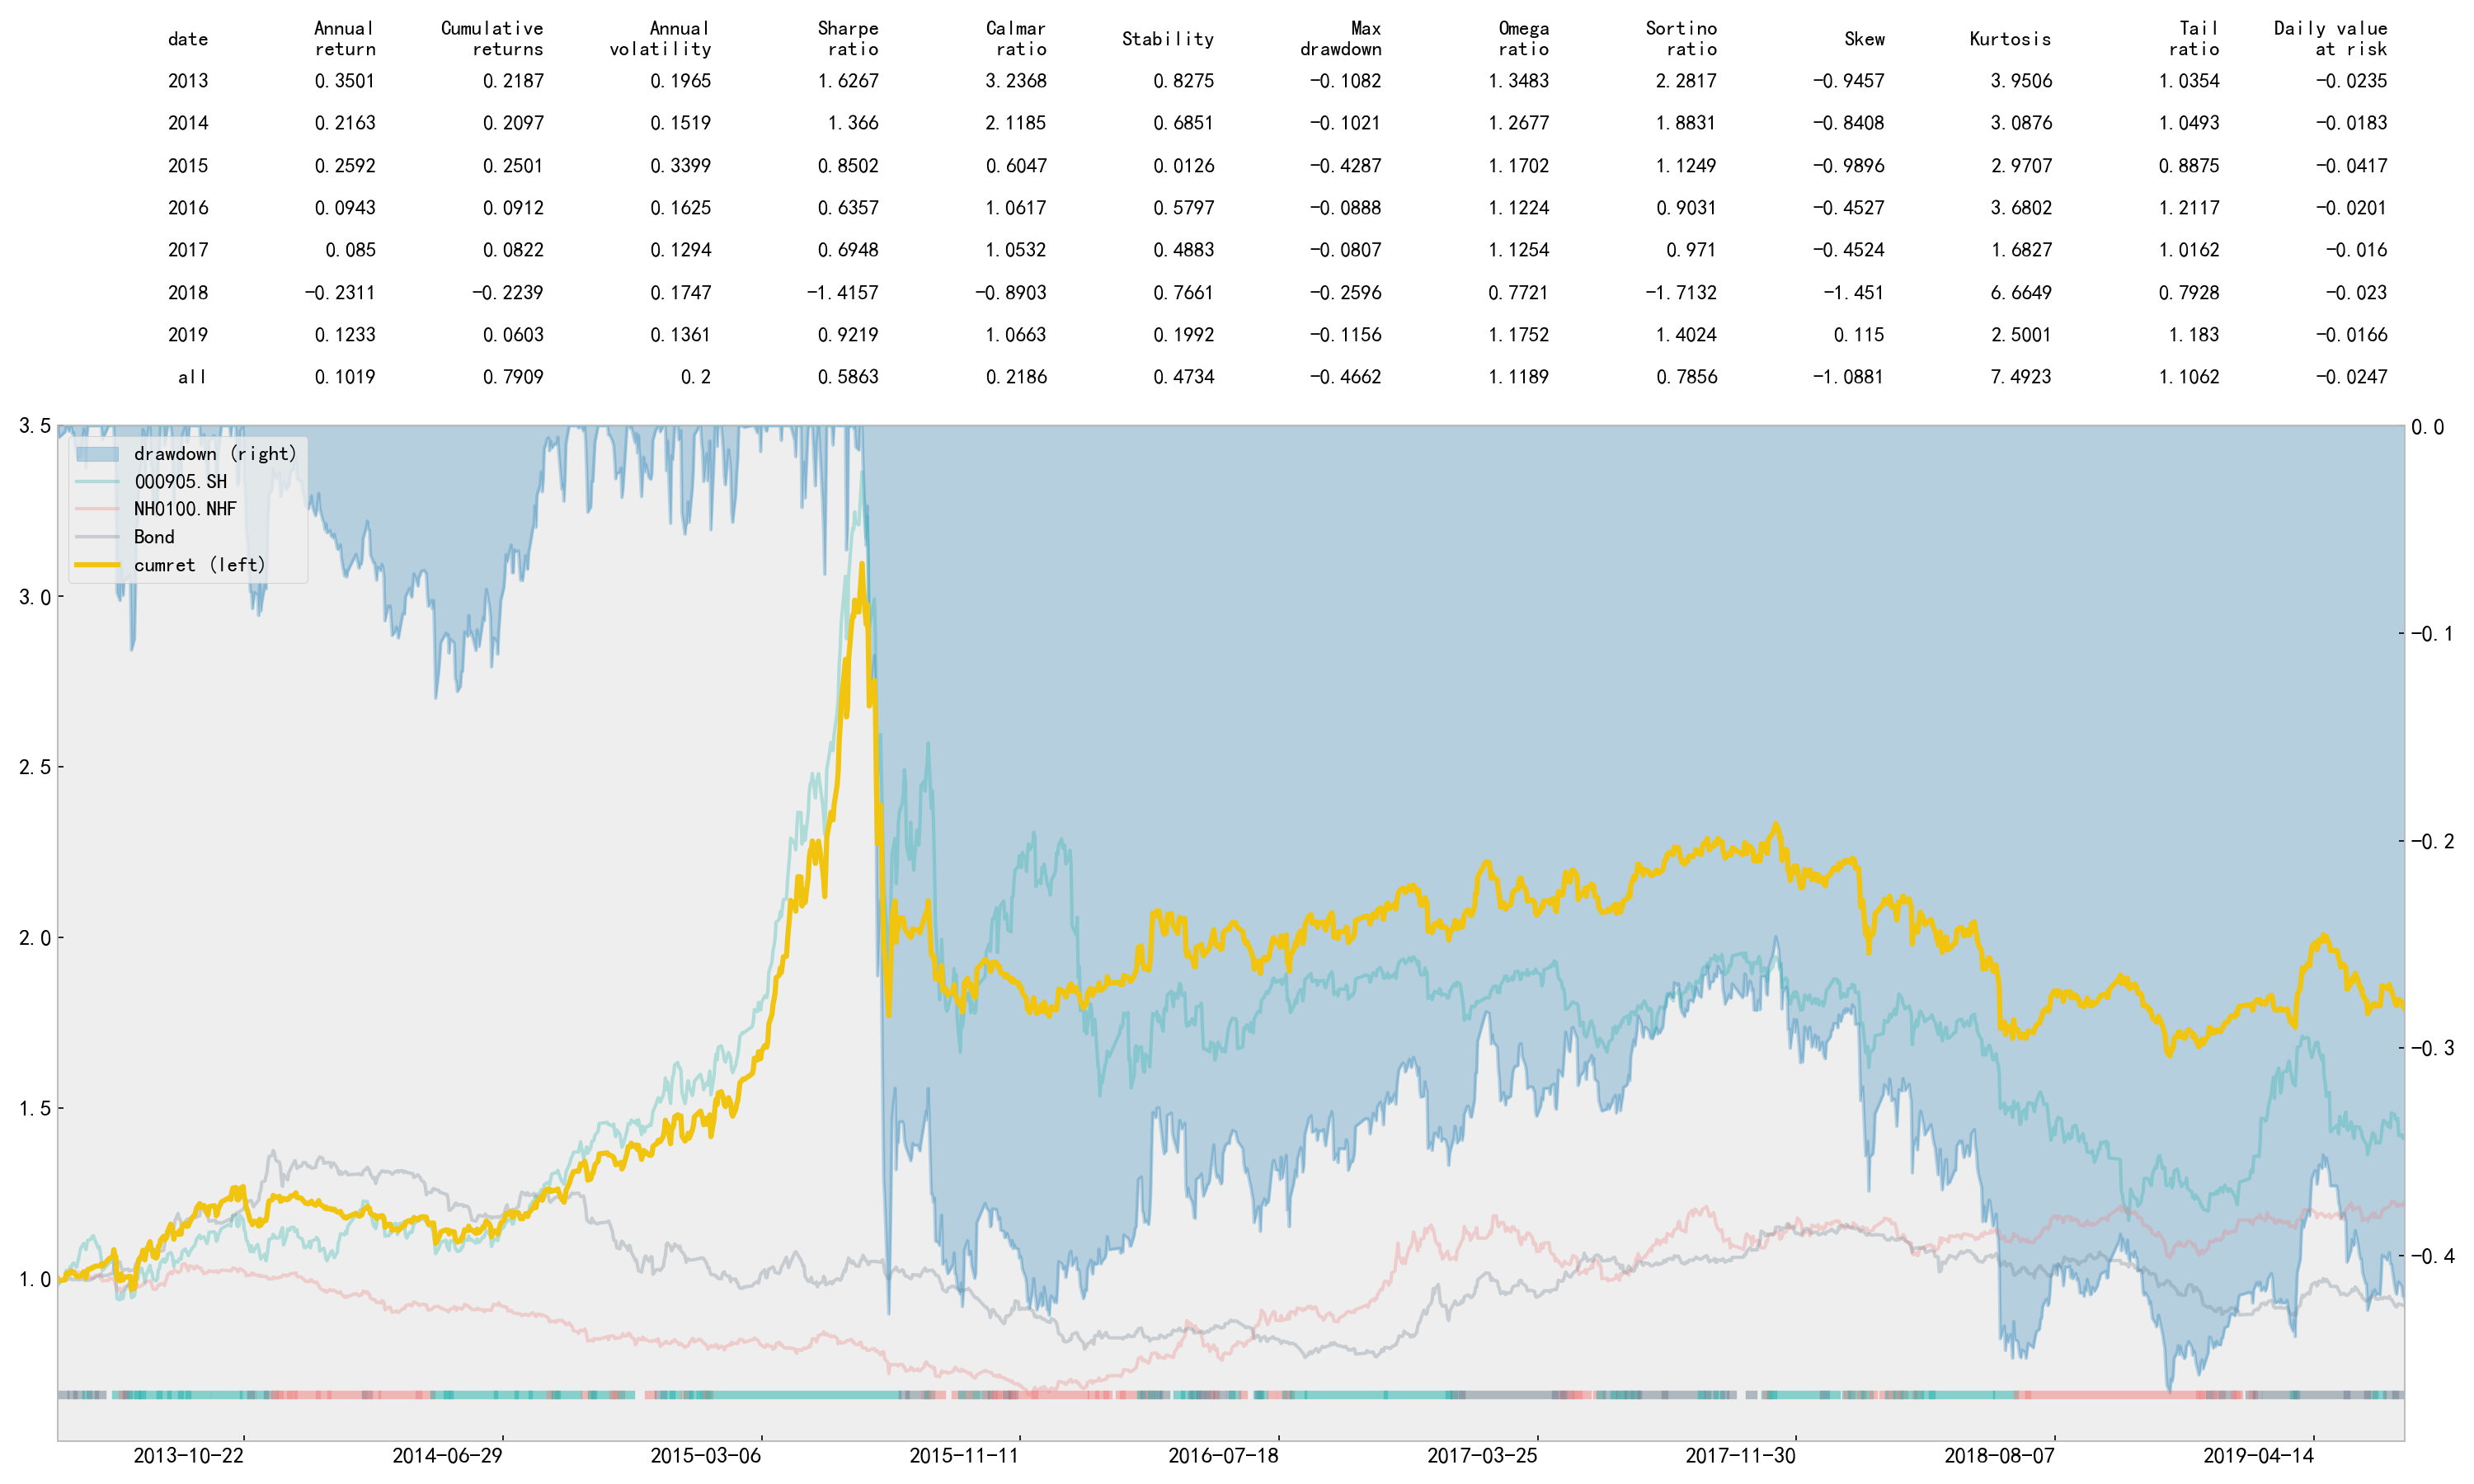 date Annual return Cumulative returns Annual volatility Sharpe ratio Calmar ratio Stability Max drawdown Omega ratio Sortino ratio Skew Kurtosis Tail ratio Daily value at risk
2013 0.3501 0.2187 0.1965 1.6267 3.2368 0.8275 −0.1082 1.3483 2.2817 −0.9457 3.9506 1.0354 −0.0235
2014 0.2163 0.2097 0.1519 1.366 2.1185 0.6851 −0.1021 1.2677 1.8831 −0.8408 3.0876 1.0493 −0.0183
2015 0.2592 0.2501 0.3399 0.8502 0.6047 0.0126 −0.4287 1.1702 1.1249 −0.9896 2.9707 0.8875 −0.0417
2016 0.0943 0.0912 0.1625 0.6357 1.0617 0.5797 −0.0888 1.1224 0.9031 −0.4527 3.6802 1.2117 −0.0201
2017 0.085 0.0822 0.1294 0.6948 1.0532 0.4883 −0.0807 1.1254 0.971 −0.4524 1.6827 1.0162 −0.016
2018 −0.2311 −0.2239 0.1747 −1.4157 −0.8903 0.7661 −0.2596 0.7721 −1.7132 −1.451 6.6649 0.7928 −0.023
2019 0.1233 0.0603 0.1361 0.9219 1.0663 0.1992 −0.1156 1.1752 1.4024 0.115 2.5001 1.183 −0.0166
all 0.1019 0.7909 0.2 0.5863 0.2186 0.4734 −0.4662 1.1189 0.7856 −1.0881 7.4923 1.1062 −0.0247
3.5
3.0
2.5
2.0
1.5
1.0
drawdown (right)
000905.SH
NH0100.NHF
Bond
cumret (left)
0.0
−0.1
−0.2
−0.3
−0.4
2013−10−22 2014−06−29 2015−03−06 2015−11−11 2016−07−18 2017−03−25 2017−11−30 2018−08−07 2019−04−14